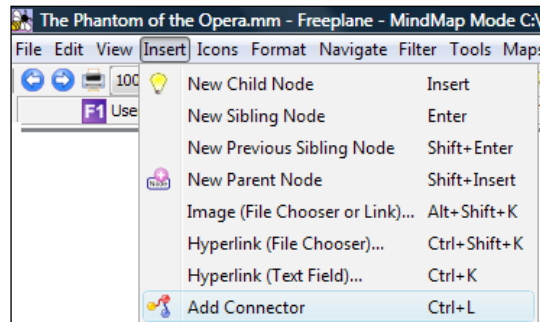 The Phantom of the Opera.mm - Freeplane - MindMap Mode C:\
File Edit View Insert Icons Format Navigate Filter Tools Maps
100
F1 Use
New Child Node Insert
New Sibling Node Enter
New Previous Sibling Node Shift+Enter
Node New Parent Node Shift+Insert
Image (File Chooser or Link)... Alt+Shift+K
Hyperlink (File Chooser)... Ctrl+Shift+K
Hyperlink (Text Field)... Ctrl+K
Add Connector Ctrl+L